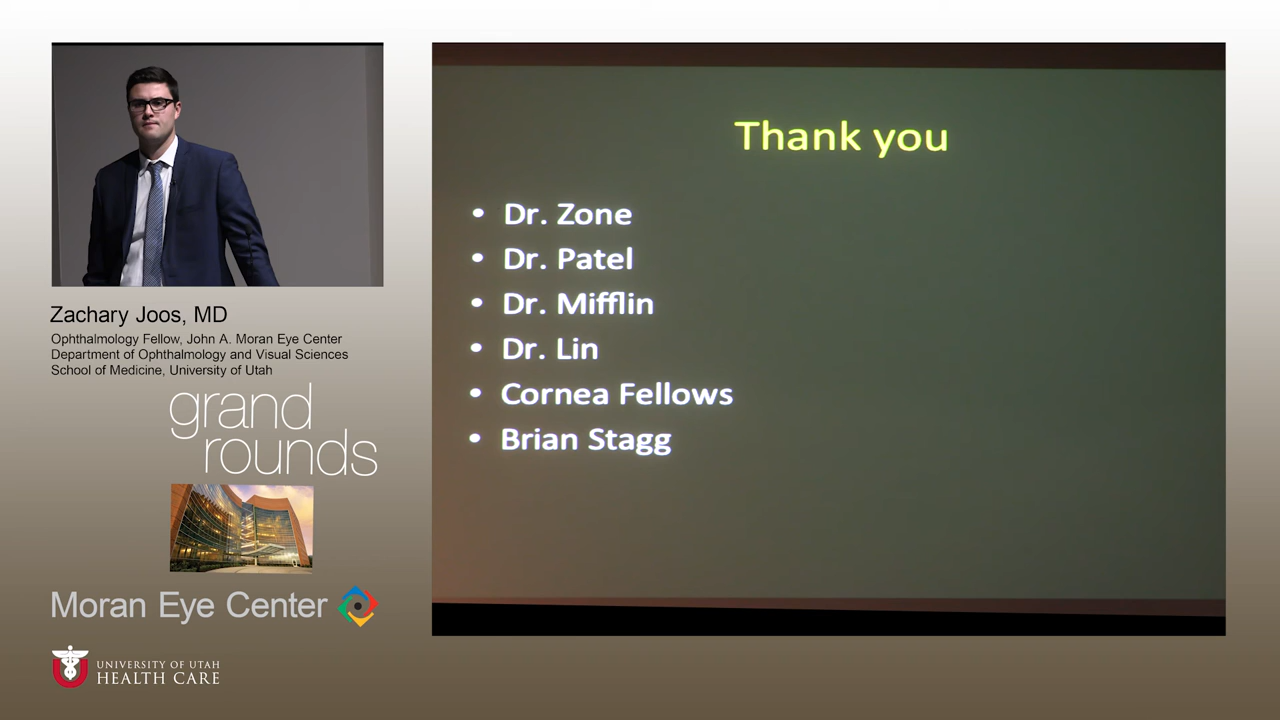 Zachary Joos, MD
Ophthalmology Fellow, John A. Moran Eye Center
Department of Ophthalmology and Visual Sciences
School of Medicine, University of Utah
grand
rounds
Moran Eye Center
UNIVERSITY OF UTAH
HEALTH CARE
Thank you
• Dr. Zone
• Dr. Patel
• Dr. Mifflin
• Dr. Lin
• Cornea Fellows
• Brian Stagg